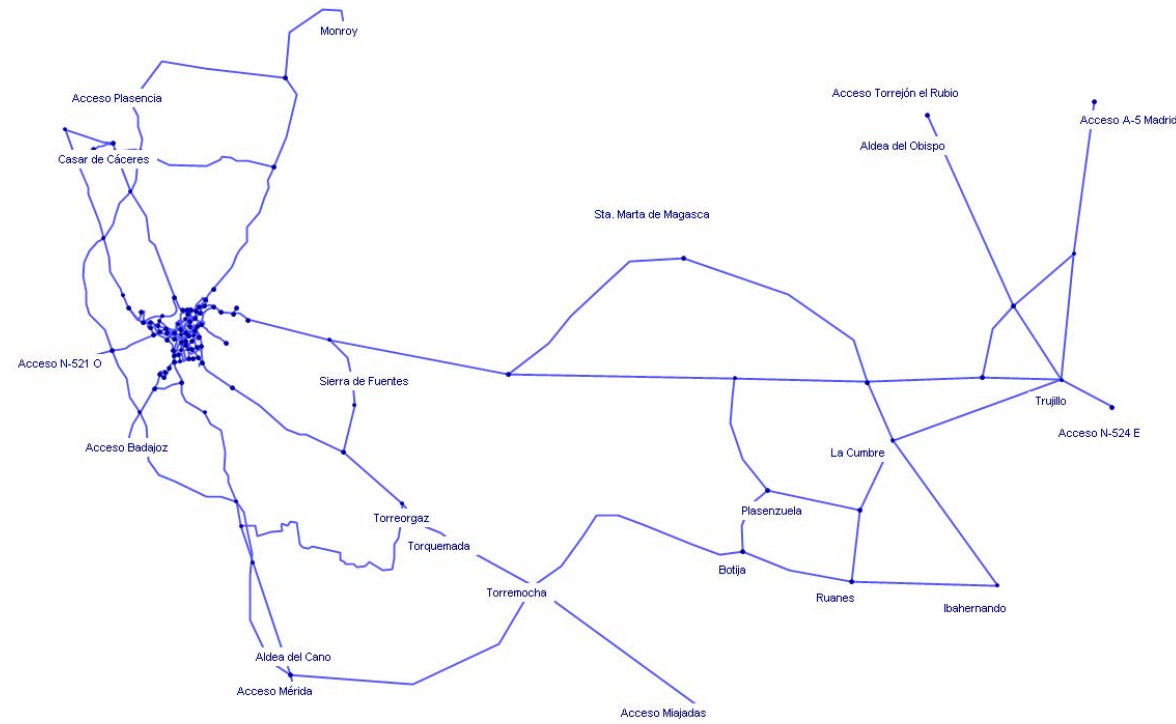 Monroy
Acceso Plasencia
Acceso Torrejón el Rubio
Acceso A-5 Madrid
Aldea del Obispo
Casar de Cáceres
Sta. Marta de Magasca
Acceso N-521 O
Sierra de Fuentes
Trujillo
Acceso N-524 E
Acceso Badajoz
La Cumbre
Plasenzuela
Torreorgaz
Torquemada
Botija
Torremocha
Ruanes
Ibahernando
Aldea del Cano
Acceso Mérida
Acceso Miajadas